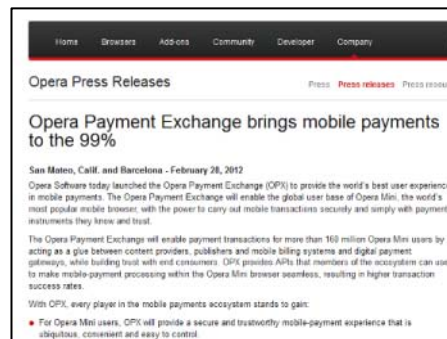 Home Browsers Add-ons Community Developer Company
Opera Press Releases
Press Press releases Press resou
Opera Payment Exchange brings mobile payments
to the 99%
San Mateo, Calif. and Barcelona - February 28, 2012
Opera Software today launched the Opera Payment Exchange (OPX) to provide the world's best user experience
in mobile payments. The Opera Payment Exchange will enable the global user base of Opera Mini, the world's
most popular mobile browser, with the power to carry out mobile transactions securely and simply with payment
instruments they know and trust.
The Opera Payment Exchange will enable payment transactions for more than 160 million Opera Mini users by
acting as a glue between content providers, publishers and mobile billing systems and digital payment
gateways, while building trust with end consumers. OPX provides APIs that members of the ecosystem can use
to make mobile-payment processing within the Opera Mini browser seamless, resulting in higher transaction
success rates.
With OPX, every player in the mobile payments ecosystem stands to gain:
For Opera Mini users, OPX will provide a secure and trustworthy mobile-payment experience that is
ubiquitous, convenient and easy to control.